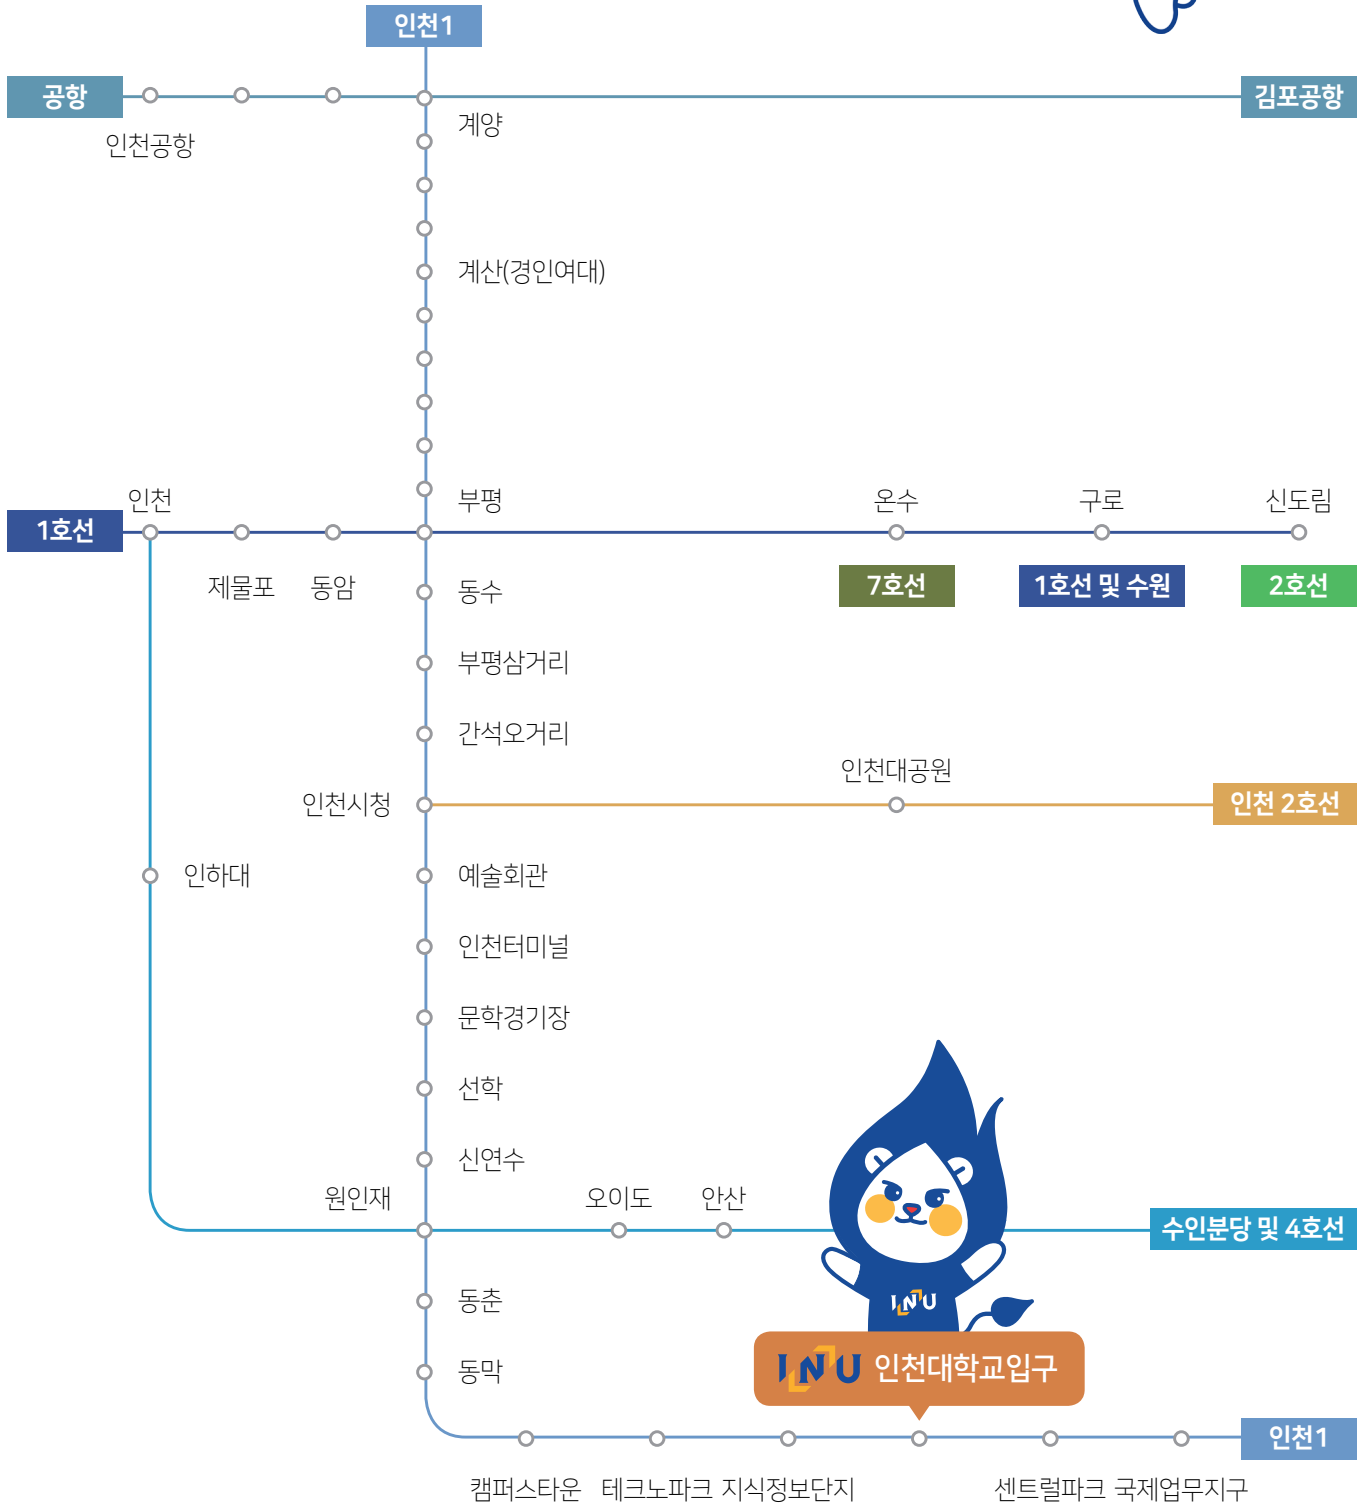 인천1
공항
김포공항
인천공항
계양
계산(경인여대)
인천
부평
온수
구로
신도림
1호선
제물포
동암
동수
7호선
1호선 및 수원
2호선
부평삼거리
간석오거리
인천대공원
인천시청
인천 2호선
인하대
예술회관
인천터미널
문학경기장
선학
신연수
원인재
오이도
안산
수인분당 및 4호선
동춘
INU
동막
INU 인천대학교입구
인천1
캠퍼스타운
테크노파크
지식정보단지
센트럴파크
국제업무지구